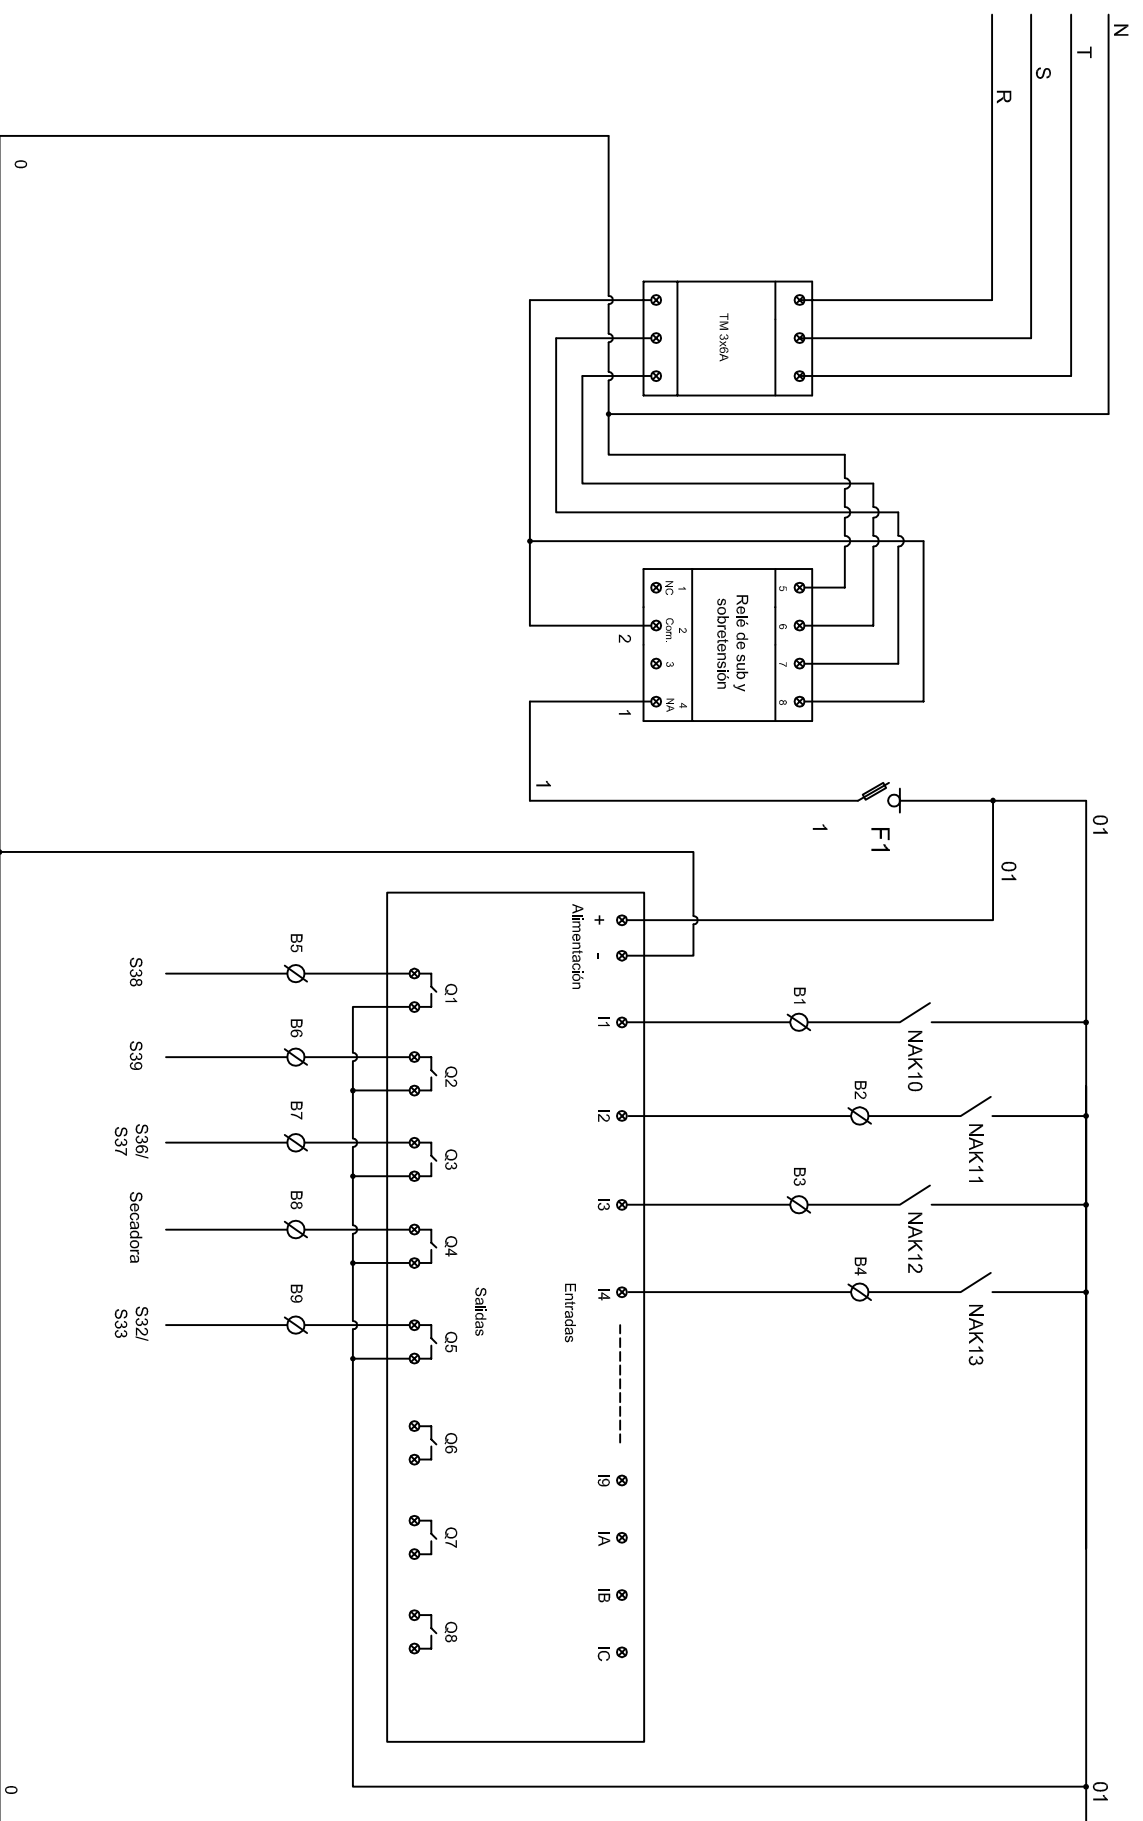 N
T
S
R
0
TM 3x6A
Relé de sub y
sobretensión
5
6
7
8
1
NC
2
Com.
3
4
NA
2
1
1
1
F1
01
01
01
Alimentación
+
-
I1
I2
I3
I4
I9
IA
IB
IC
Entradas
B1
NAK10
B2
NAK11
B3
NAK12
B4
NAK13
Q1
Q2
Q3
Q4
Q5
Q6
Q7
Q8
Salidas
B5
B6
B7
B8
B9
S38
S39
S36/
S37
Secadora
S32/
S33
0